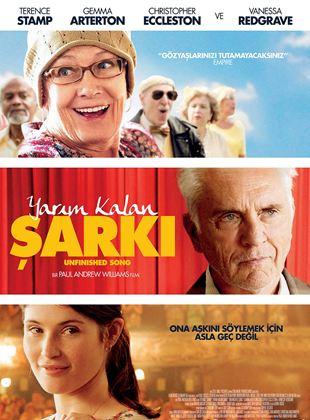 TERENCE STAMP GEMMA ARTERTON CHRISTOPHER ECCLESTON VE VANESSA REDGRAVE
"GÖZYAŞLARINIZI TUTAMAYACAKSINIZ"
EMPIRE
Yarım Kalan
ŞARKI
UNFINISHED SONG
BİR PAUL ANDREW WILLIAMS FİLMİ.
ONA AŞKINI SÖYLEMEK İÇİN
ASLA GEÇ DEĞİL